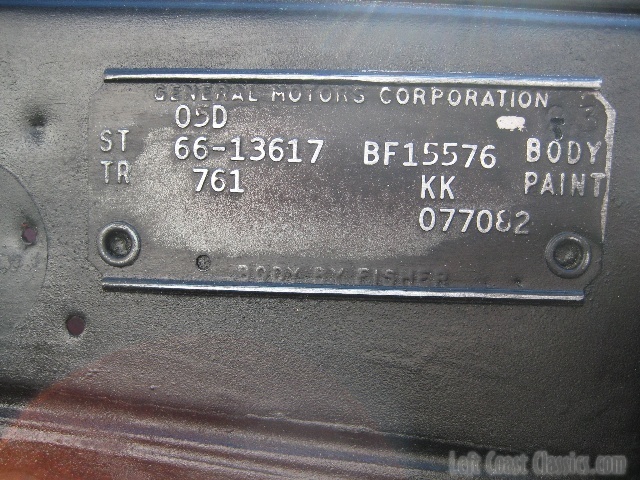 GENERAL MOTORS CORPORATION
05D
ST 66-13617 BF15576 BODY
TR 761 KK PAINT
077082
BODY BY FISHER
Left Coast Classics.com